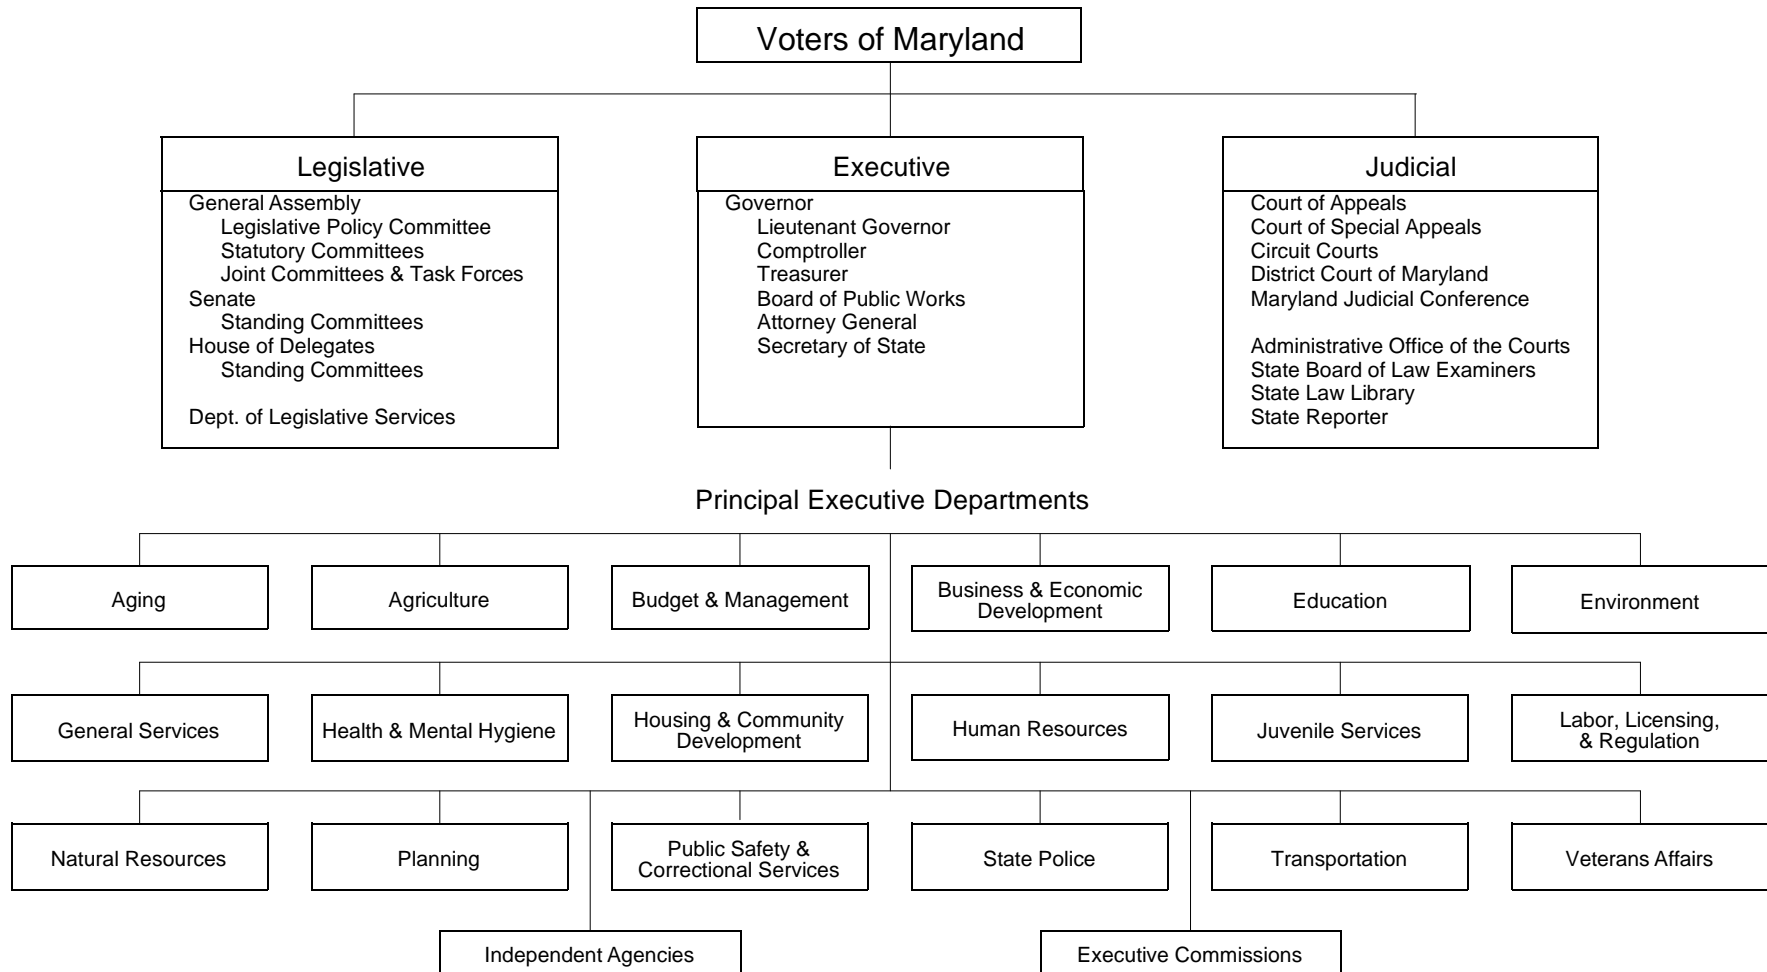 Voters of Maryland
Legislative
General Assembly
Legislative Policy Committee
Statutory Committees
Joint Committees & Task Forces
Senate
Standing Committees
House of Delegates
Standing Committees
Dept. of Legislative Services
Executive
Governor
Lieutenant Governor
Comptroller
Treasurer
Board of Public Works
Attorney General
Secretary of State
Judicial
Court of Appeals
Court of Special Appeals
Circuit Courts
District Court of Maryland
Maryland Judicial Conference
Administrative Office of the Courts
State Board of Law Examiners
State Law Library
State Reporter
Principal Executive Departments
Aging
Agriculture
Budget & Management
Business & Economic
Development
Education
Environment
General Services
Health & Mental Hygiene
Housing & Community
Development
Human Resources
Juvenile Services
Labor, Licensing,
& Regulation
Natural Resources
Planning
Public Safety &
Correctional Services
State Police
Transportation
Veterans Affairs
Independent Agencies
Executive Commissions